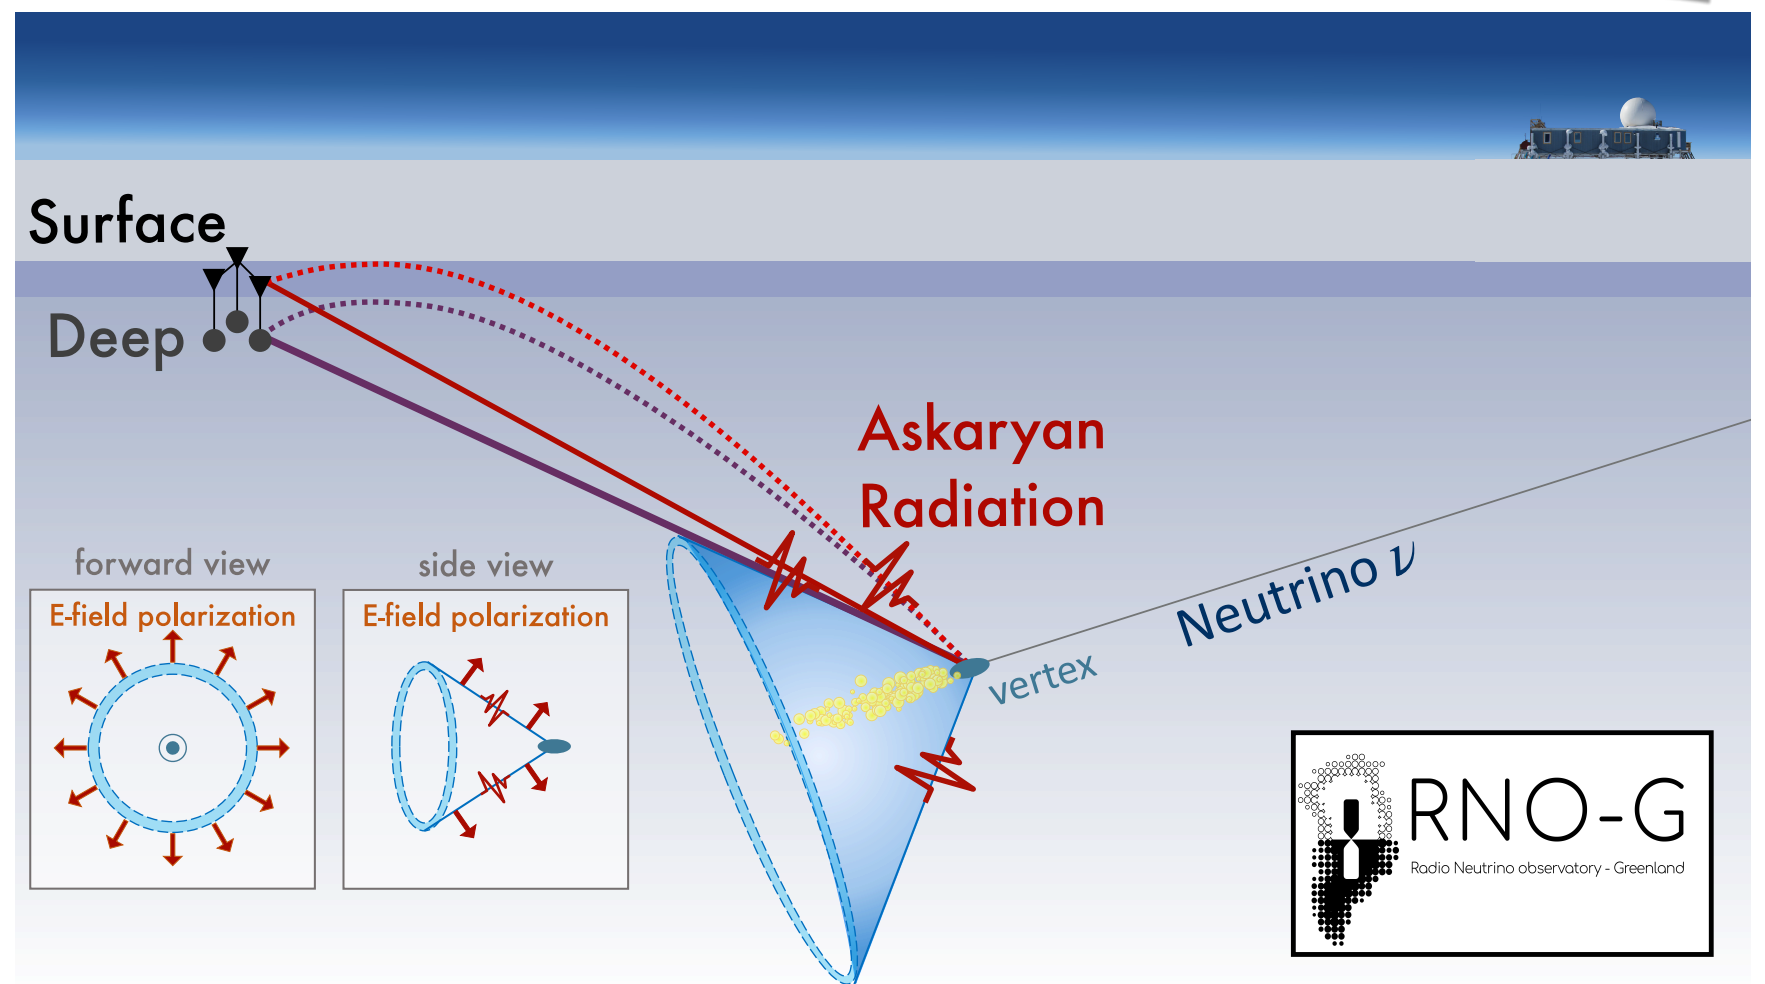 Surface
Deep
Askaryan
Radiation
Neutrino ν
vertex
forward view
E-field polarization
side view
E-field polarization
RNO-G
Radio Neutrino observatory - Greenland